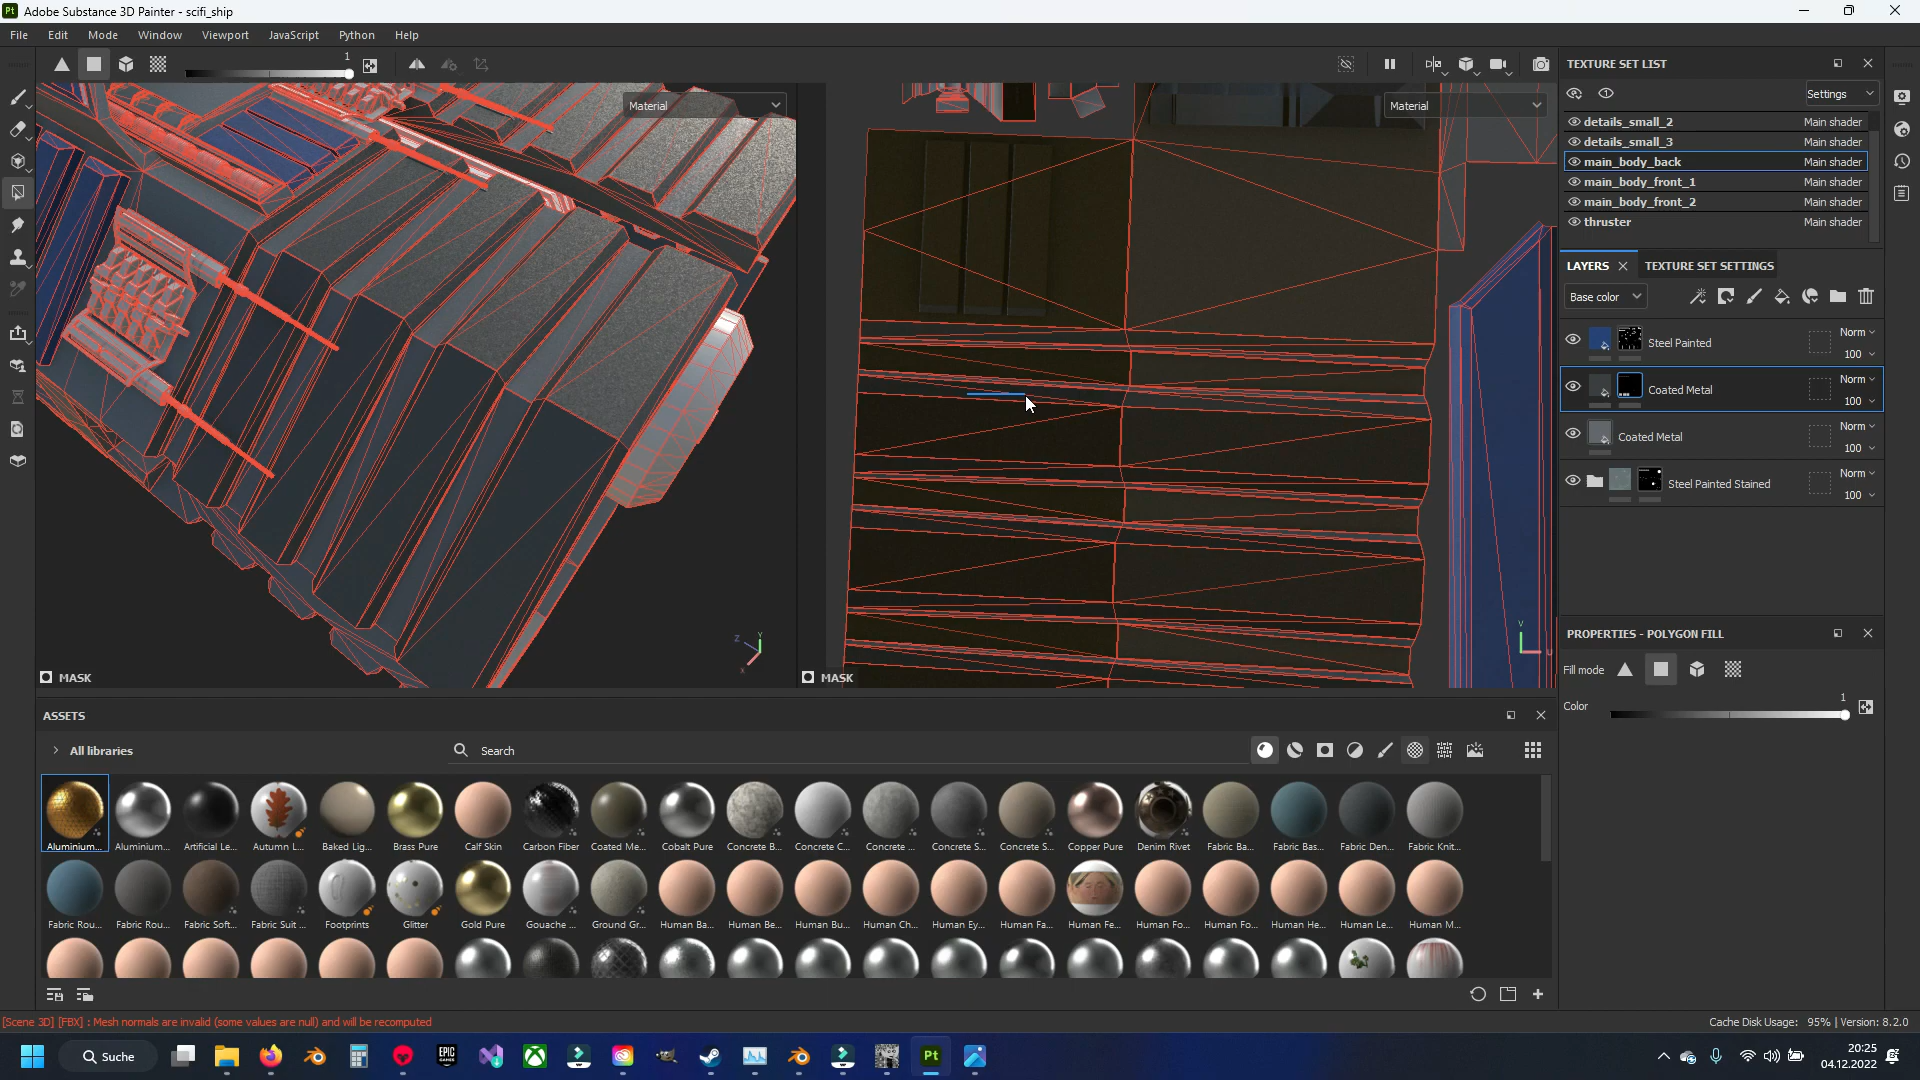 Pt Adobe Substance 3D Painter - scifi_ship
File Edit Mode Window Viewport JavaScript Python Help
1
Material
Material
MASK
MASK
TEXTURE SET LIST
Settings
details_small_2 Main shader
details_small_3 Main shader
main_body_back Main shader
main_body_front_1 Main shader
main_body_front_2 Main shader
thruster Main shader
LAYERS TEXTURE SET SETTINGS
Base color
Steel Painted Norm 100
Coated Metal Norm 100
Coated Metal Norm 100
Steel Painted Stained Norm 100
PROPERTIES - POLYGON FILL
Fill mode
Color 1
ASSETS
All libraries Search
Aluminium... Aluminium... Artificial Le... Autumn L... Baked Lig... Brass Pure Calf Skin Carbon Fiber Coated Me... Cobalt Pure Concrete B... Concrete C... Concrete ... Concrete S... Concrete S... Copper Pure Denim Rivet Fabric Ba... Fabric Bas... Fabric Den... Fabric Knit...
Fabric Rou... Fabric Rou... Fabric Soft... Fabric Suit ... Footprints Glitter Gold Pure Gouache ... Ground Gr... Human Ba... Human Be... Human Bu... Human Ch... Human Ey... Human Fa... Human Fe... Human Fo... Human Fo... Human He... Human Le... Human M...
[Scene 3D] [FBX] : Mesh normals are invalid (some values are null) and will be recomputed
Cache Disk Usage: 95% | Version: 8.2.0
Suche
EPIC GAMES
Pt
20:25
04.12.2022